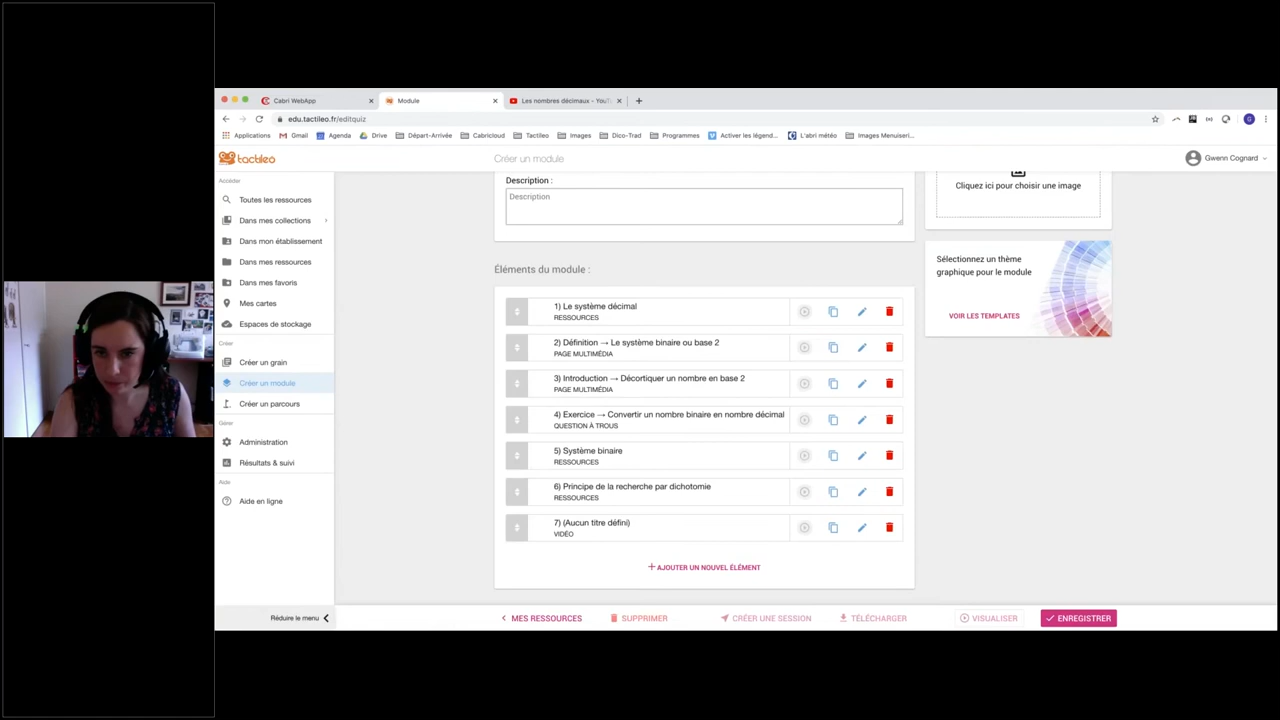 Cabri WebApp
Module
Les nombres décimaux - YouT
edu.tactileo.fr/editquiz
Applications
Gmail
Agenda
Drive
Départ-Arrivée
Cabricloud
Tactileo
Images
Dico-Trad
Programmes
Activer les légend...
L'abri météo
Images Menuiseri...
tactileo
Créer un module
Gwenn Cognard
Accéder
Toutes les ressources
Dans mes collections
Dans mon établissement
Dans mes ressources
Dans mes favoris
Mes cartes
Espaces de stockage
Créer
Créer un grain
Créer un module
Créer un parcours
Gérer
Administration
Résultats & suivi
Aide
Aide en ligne
Réduire le menu
Description :
Description
Cliquez ici pour choisir une image
Sélectionnez un thème
graphique pour le module
VOIR LES TEMPLATES
Éléments du module :
1) Le système décimal
RESSOURCES
2) Définition → Le système binaire ou base 2
PAGE MULTIMÉDIA
3) Introduction → Décortiquer un nombre en base 2
PAGE MULTIMÉDIA
4) Exercice → Convertir un nombre binaire en nombre décimal
QUESTION À TROUS
5) Système binaire
RESSOURCES
6) Principe de la recherche par dichotomie
RESSOURCES
7) (Aucun titre défini)
VIDÉO
+ AJOUTER UN NOUVEL ÉLÉMENT
MES RESSOURCES
SUPPRIMER
CRÉER UNE SESSION
TÉLÉCHARGER
VISUALISER
ENREGISTRER